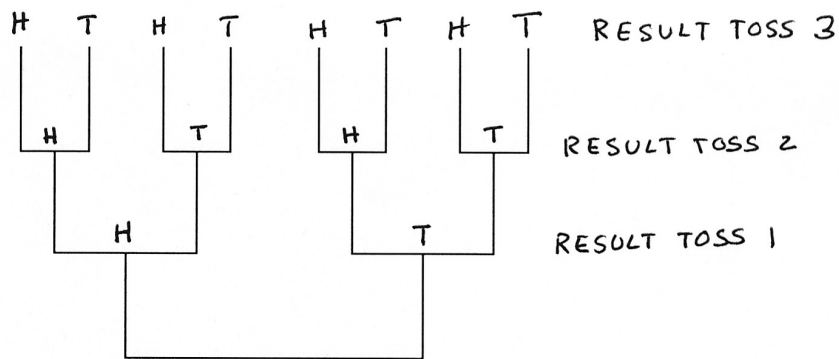 H T H T H T H T RESULT TOSS 3
H T H T RESULT TOSS 2
H T RESULT TOSS 1